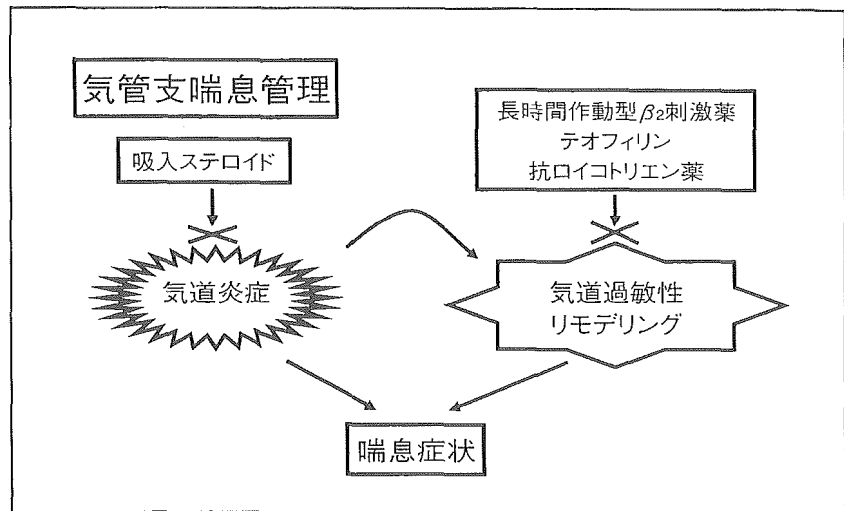 気管支喘息管理
吸入ステロイド
長時間作動型β₂刺激薬
テオフィリン
抗ロイコトリエン薬
気道炎症
気道過敏性
リモデリング
喘息症状